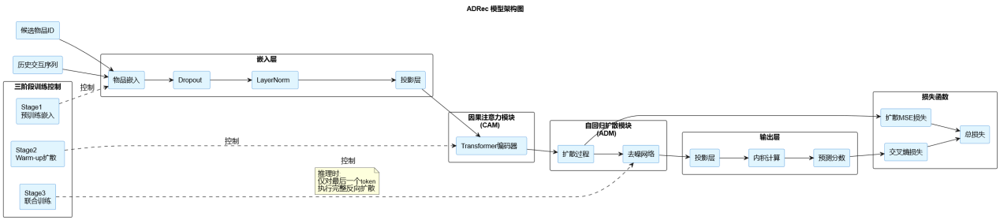 ADRec 模型架构图
候选物品ID
历史交互序列
三阶段训练控制
Stage1
预训练嵌入
Stage2
Warm-up扩散
Stage3
联合训练
控制
控制
控制
嵌入层
物品嵌入
Dropout
LayerNorm
投影层
因果注意力模块
(CAM)
Transformer编码器
推理时:
仅对最后一个token
执行完整反向扩散
自回归扩散模块
(ADM)
扩散过程
去噪网络
输出层
投影层
内积计算
预测分数
损失函数
扩散MSE损失
交叉熵损失
总损失